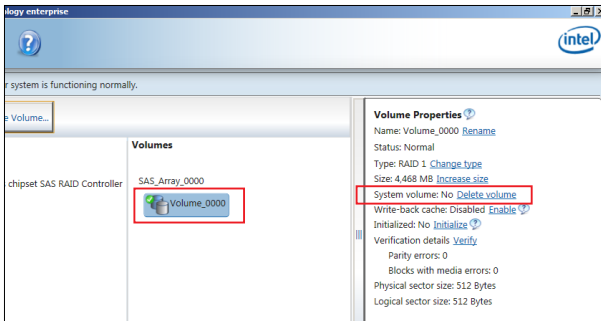 ology enterprise
intel
r system is functioning normally.
e Volume...
Volumes
chipset SAS RAID Controller
SAS_Array_0000
Volume_0000
Volume Properties
Name: Volume_0000 Rename
Status: Normal
Type: RAID 1 Change type
Size: 4,468 MB Increase size
System volume: No Delete volume
Write-back cache: Disabled Enable
Initialized: No Initialize
Verification details Verify
Parity errors: 0
Blocks with media errors: 0
Physical sector size: 512 Bytes
Logical sector size: 512 Bytes